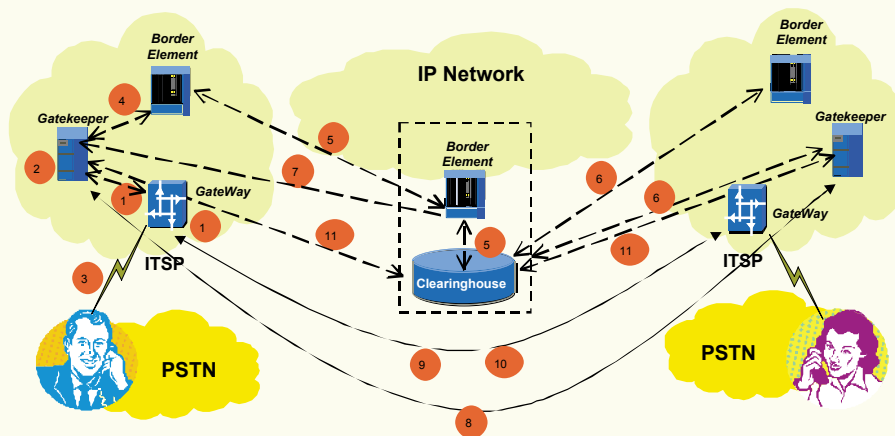 Border
Element
IP Network
Border
Element
4
Gatekeeper
Gatekeeper
5
Border
Element
2
7
6
6
1
GateWay
GateWay
1
11
5
11
ITSP
ITSP
3
Clearinghouse
PSTN
9
10
PSTN
8